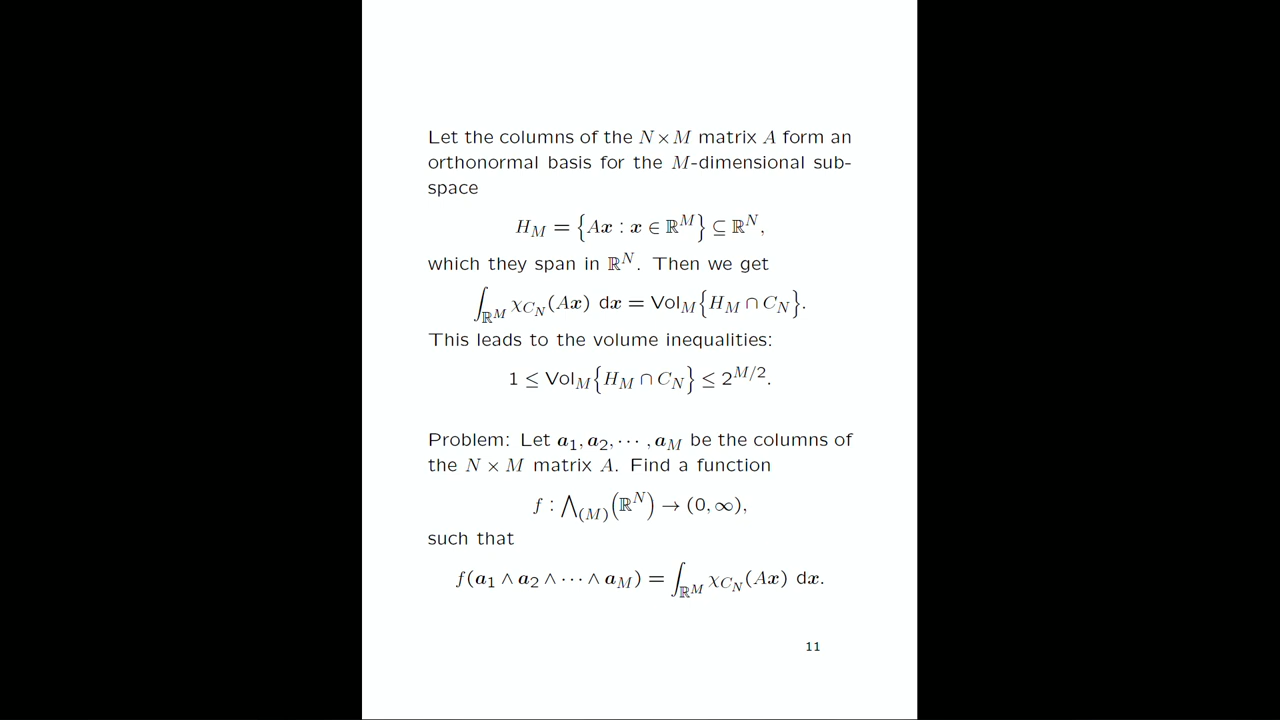 Let the columns of the N × M matrix A form an
orthonormal basis for the M-dimensional sub-
space
H_M = {Ax : x ∈ ℝ^M} ⊆ ℝ^N,
which they span in ℝ^N. Then we get
∫_{ℝ^M} χ_{C_N}(Ax) dx = Vol_M{H_M ∩ C_N}.
This leads to the volume inequalities:
1 ≤ Vol_M{H_M ∩ C_N} ≤ 2^{M/2}.
Problem: Let a_1, a_2, ⋯, a_M be the columns of
the N × M matrix A. Find a function
f : ⋀_{(M)}(ℝ^N) → (0, ∞),
such that
f(a_1 ∧ a_2 ∧ ⋯ ∧ a_M) = ∫_{ℝ^M} χ_{C_N}(Ax) dx.
11